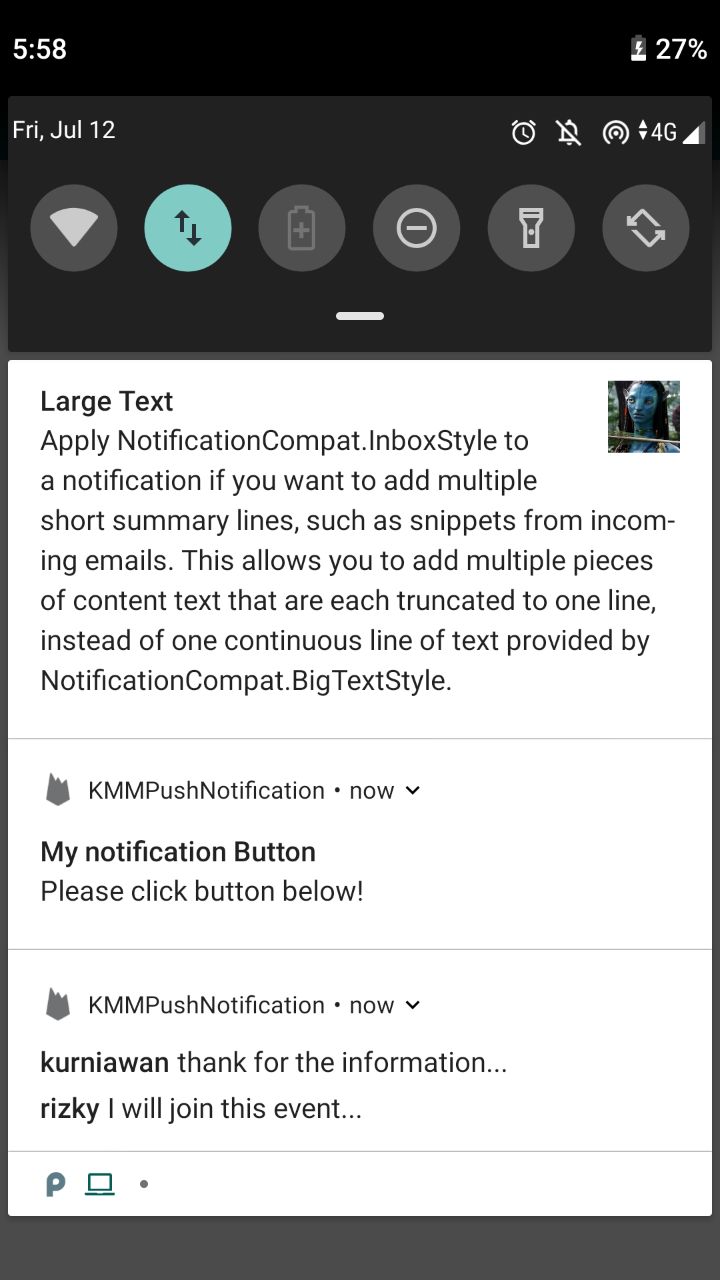 5:58
27%
Fri, Jul 12
4G
Large Text
Apply NotificationCompat.InboxStyle to
a notification if you want to add multiple
short summary lines, such as snippets from incom-
ing emails. This allows you to add multiple pieces
of content text that are each truncated to one line,
instead of one continuous line of text provided by
NotificationCompat.BigTextStyle.
KMMPushNotification • now
My notification Button
Please click button below!
KMMPushNotification • now
kurniawan thank for the information...
rizky I will join this event...